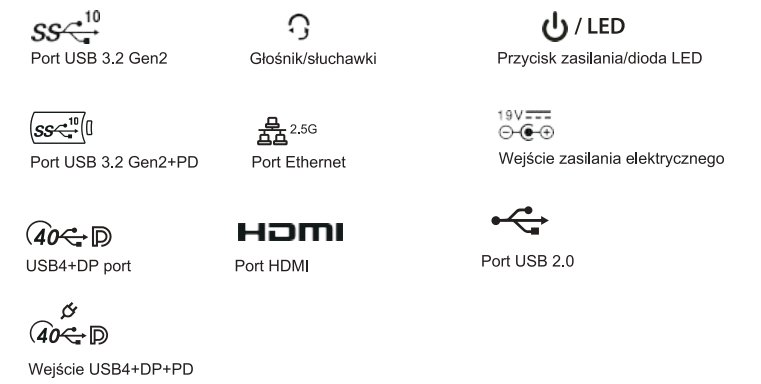 SS 10
Port USB 3.2 Gen2
Głośnik/słuchawki
/ LED
Przycisk zasilania/dioda LED
SS 10
Port USB 3.2 Gen2+PD
2.5G
Port Ethernet
19V
Wejście zasilania elektrycznego
40 D
USB4+DP port
HDMI
Port HDMI
Port USB 2.0
40 D
Wejście USB4+DP+PD